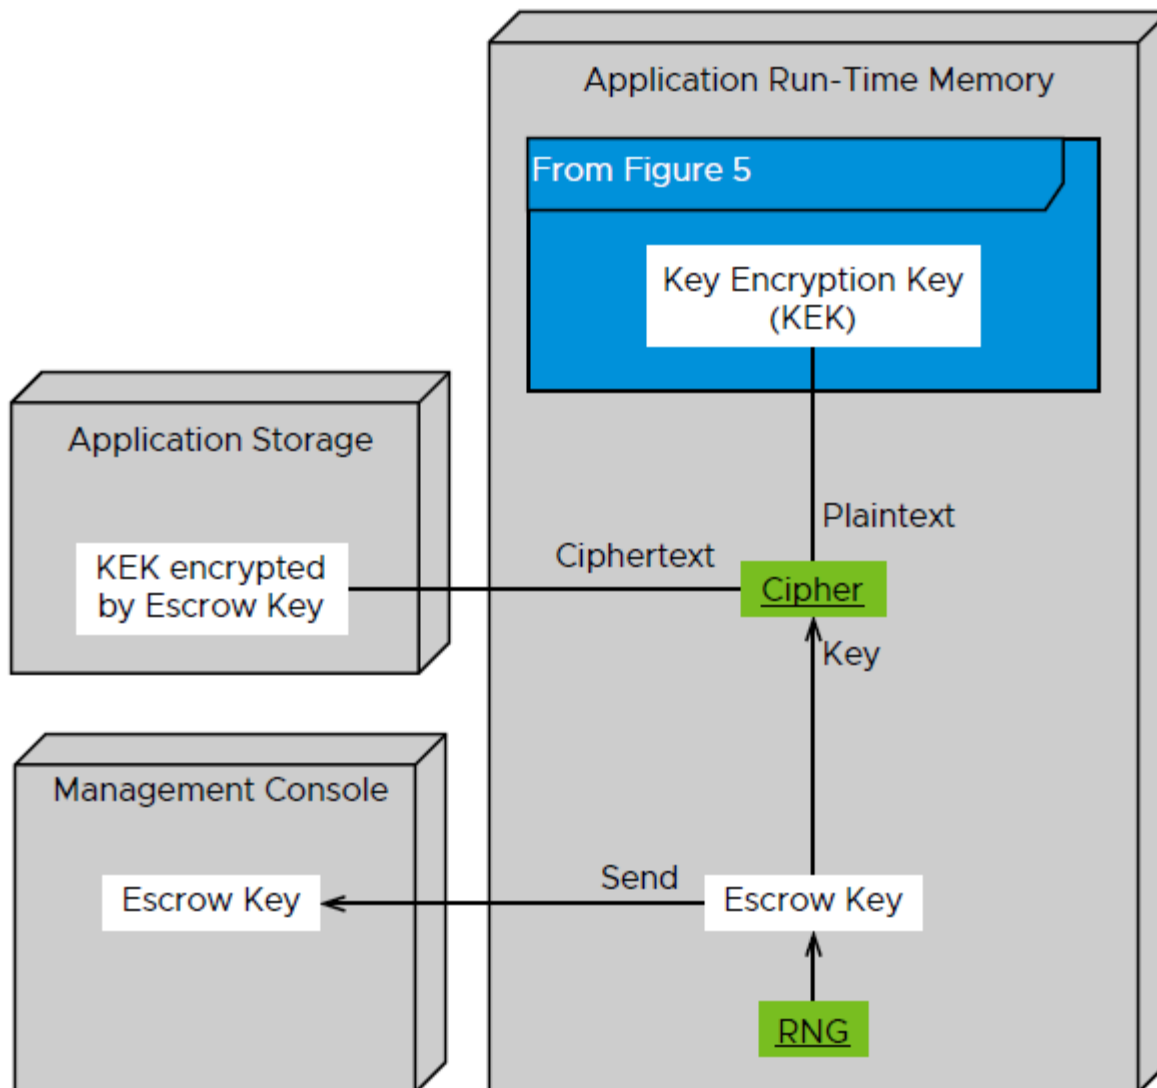 Application Run-Time Memory
From Figure 5
Key Encryption Key
(KEK)
Application Storage
Plaintext
Ciphertext
KEK encrypted
by Escrow Key
Cipher
Key
Management Console
Send
Escrow Key
Escrow Key
RNG